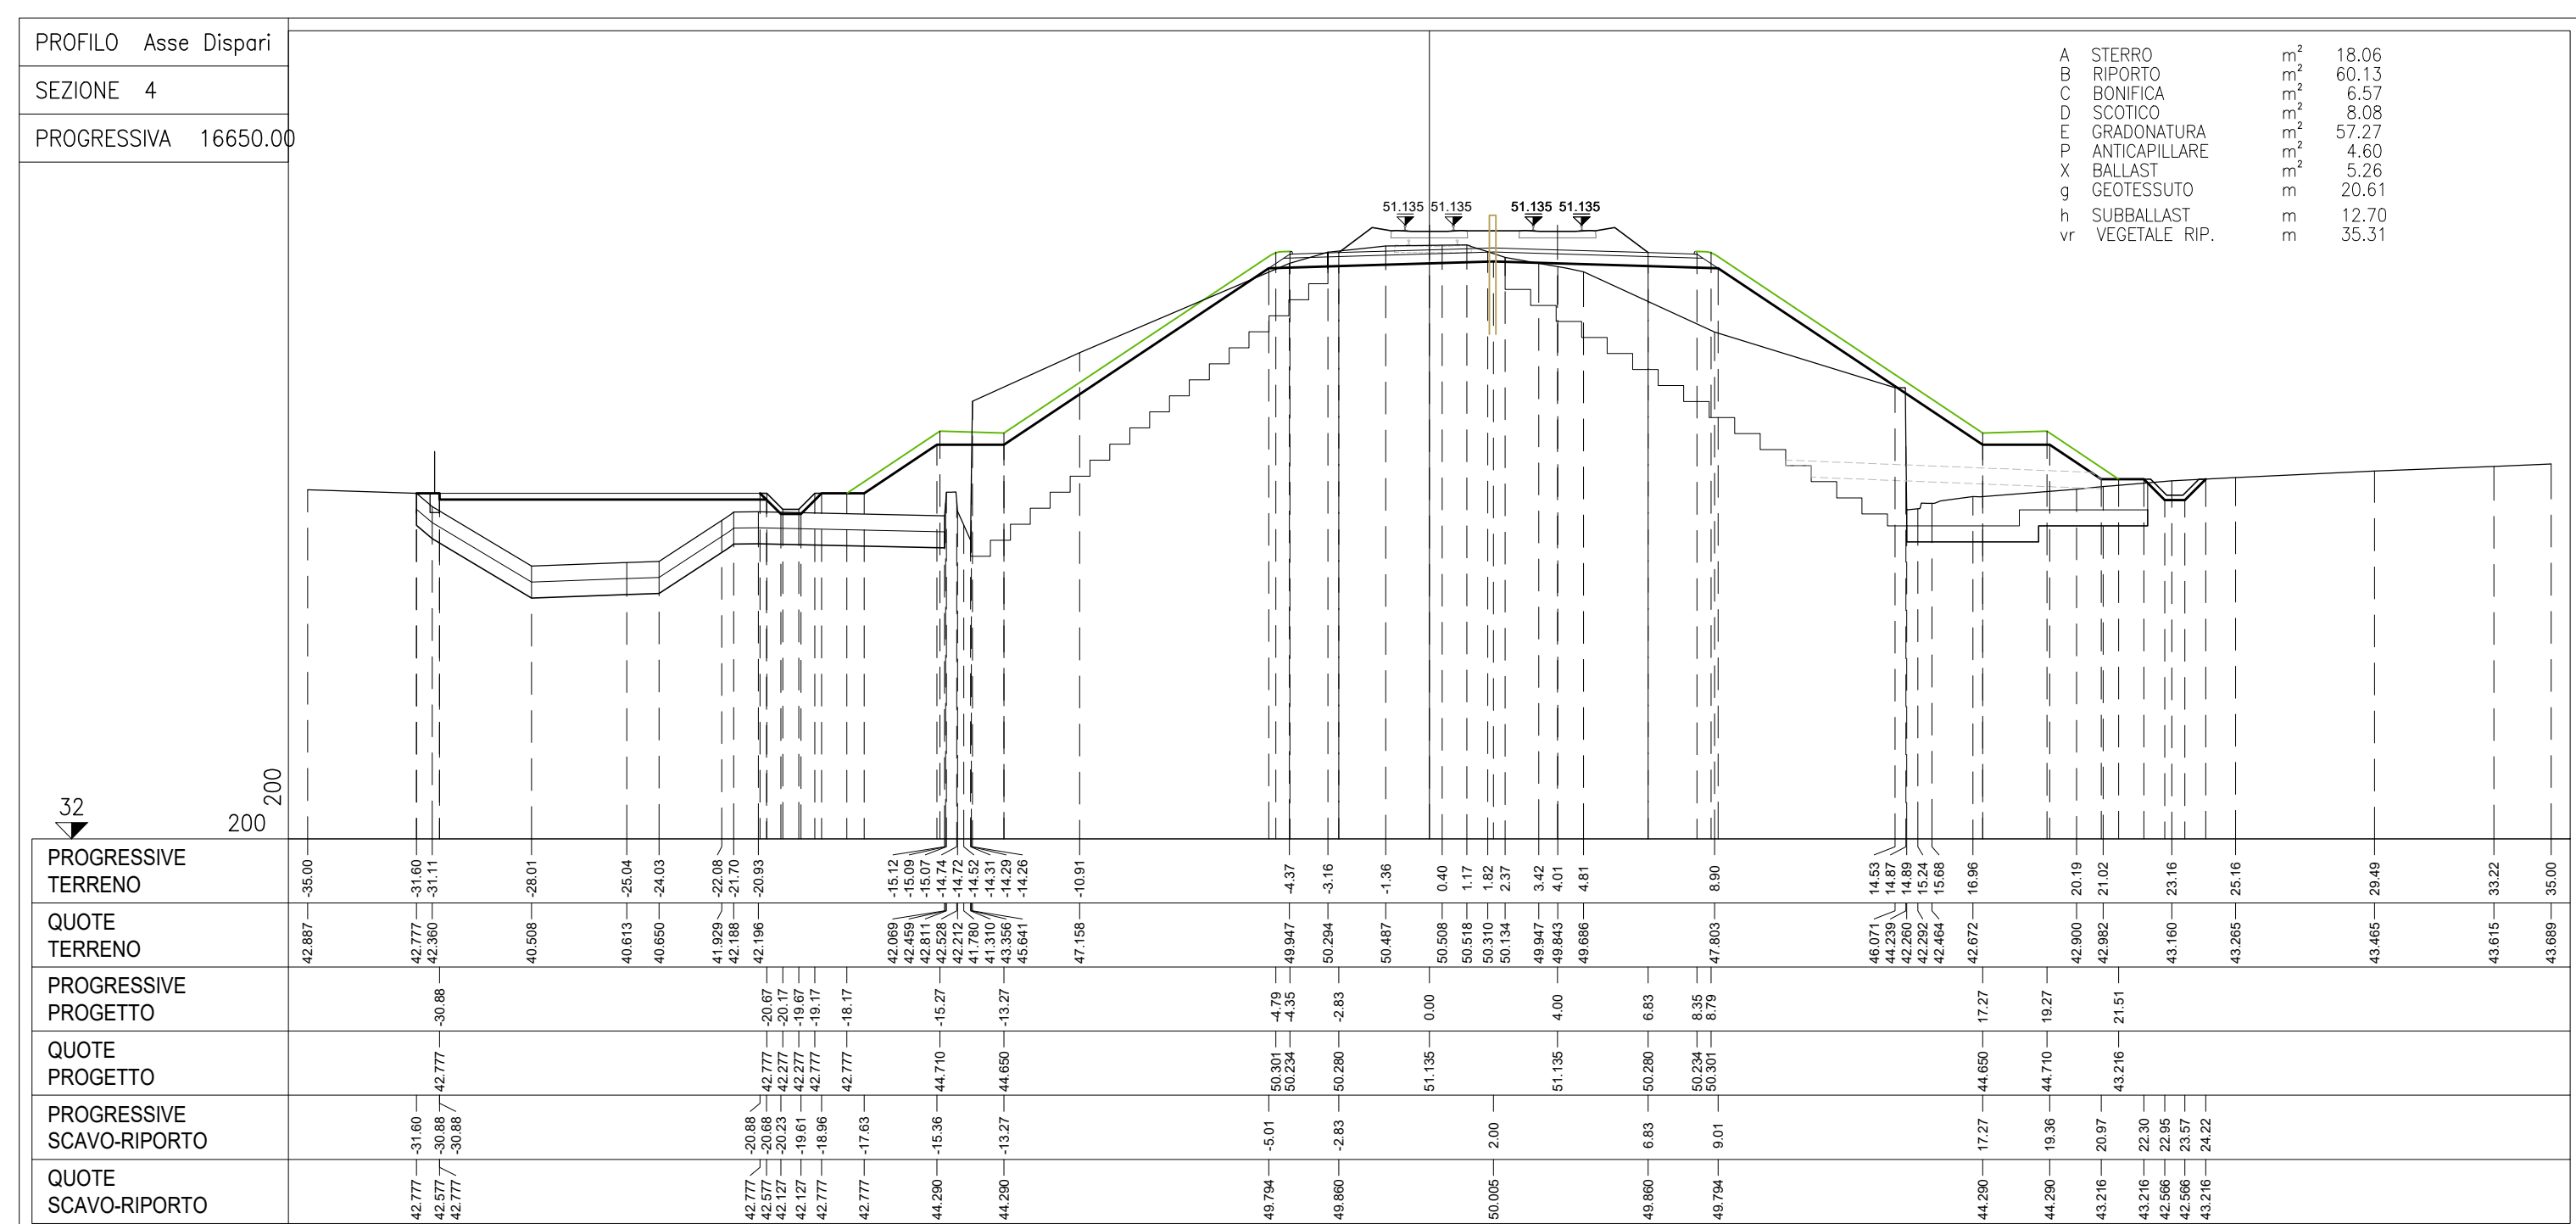 PROFILO Asse Dispari
SEZIONE 4
PROGRESSIVA 16650.00
A STERRO m² 18.06
B RIPORTO m² 60.13
C BONIFICA m² 6.57
D SCOTICO m² 8.08
E GRADONATURA m² 57.27
P ANTICAPILLARE m² 4.60
X BALLAST m² 5.26
g GEOTESSUTO m 20.61
h SUBBALLAST m 12.70
vr VEGETALE RIP. m 35.31
51.135 51.135 51.135 51.135
200
32
200
PROGRESSIVE
TERRENO
-35.00 -31.60 -31.11 -28.01 -25.04 -24.03 -22.08 -21.70 -20.93 -15.12 -15.09 -15.07 -14.74 -14.72 -14.52 -14.31 -14.29 -14.26 -10.91 -4.37 -3.16 -1.36 0.40 1.17 1.82 2.37 3.42 4.01 4.81 8.90 14.53 14.87 14.89 15.24 15.68 16.96 20.19 21.02 23.16 25.16 29.49 33.22 35.00
QUOTE
TERRENO
42.887 42.777 42.360 40.508 40.613 40.650 41.929 42.188 42.196 42.069 42.459 42.811 42.528 42.212 41.780 41.310 43.356 45.641 47.158 49.947 50.294 50.487 50.508 50.518 50.310 50.134 49.947 49.843 49.686 47.803 46.071 44.239 42.260 42.292 42.464 42.672 42.900 42.982 43.160 43.265 43.465 43.615 43.689
PROGRESSIVE
PROGETTO
-30.88 -20.67 -20.17 -19.67 -19.17 -18.17 -15.27 -13.27 -4.79 -4.35 -2.83 0.00 4.00 6.83 8.35 8.79 17.27 19.27 21.51
QUOTE
PROGETTO
42.777 42.777 42.277 42.277 42.777 42.777 44.710 44.650 50.301 50.234 50.280 51.135 51.135 50.280 50.234 50.301 44.650 44.710 43.216
PROGRESSIVE
SCAVO-RIPORTO
-31.60 -30.88 -30.88 -20.88 -20.68 -20.23 -19.61 -18.96 -17.63 -15.36 -13.27 -5.01 -2.83 2.00 6.83 9.01 17.27 19.36 20.97 22.30 22.95 23.57 24.22
QUOTE
SCAVO-RIPORTO
42.777 42.577 42.777 42.777 42.577 42.127 42.127 42.777 42.777 44.290 44.290 49.794 49.860 50.005 49.860 49.794 44.290 44.290 43.216 43.216 42.566 42.566 43.216